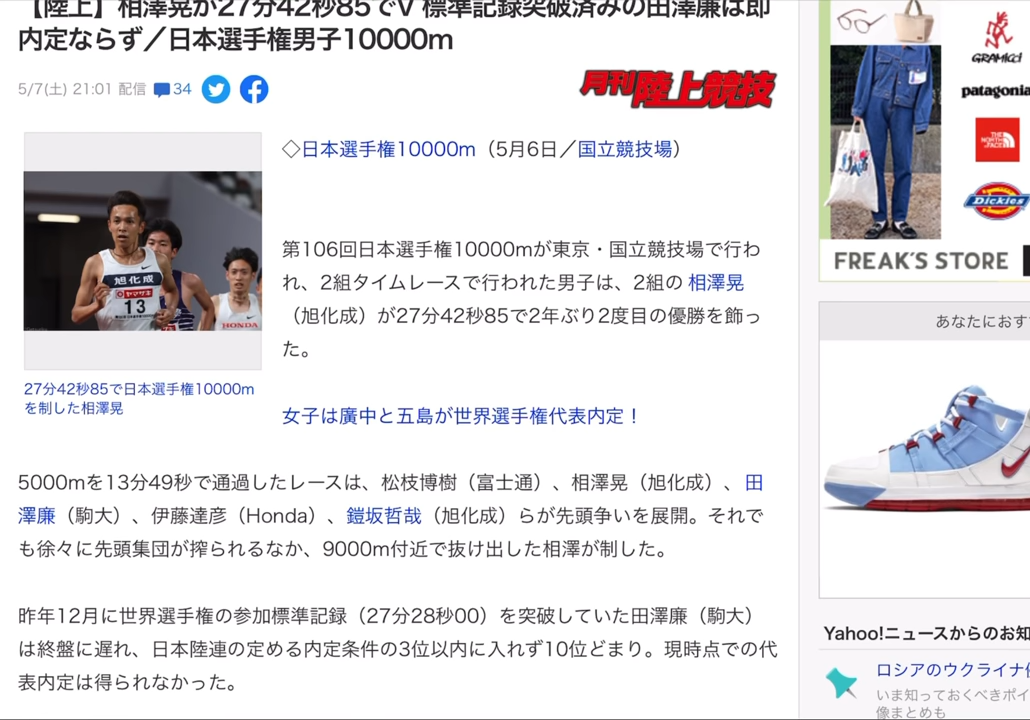 【陸上】相澤晃が27分42秒85でV 標準記録突破済みの田澤廉は即
内定ならず／日本選手権男子10000m
5/7(土) 21:01 配信 34
月刊陸上競技
旭化成
ヤマザキ
13
HONDA
27分42秒85で日本選手権10000m
を制した相澤晃
◇日本選手権10000m（5月6日／国立競技場）
第106回日本選手権10000mが東京・国立競技場で行わ
れ、2組タイムレースで行われた男子は、2組の 相澤晃
（旭化成）が27分42秒85で2年ぶり2度目の優勝を飾っ
た。
女子は廣中と五島が世界選手権代表内定！
5000mを13分49秒で通過したレースは、松枝博樹（富士通）、相澤晃（旭化成）、田
澤廉（駒大）、伊藤達彦（Honda）、鎧坂哲哉（旭化成）らが先頭争いを展開。それで
も徐々に先頭集団が搾られるなか、9000m付近で抜け出した相澤が制した。
昨年12月に世界選手権の参加標準記録（27分28秒00）を突破していた田澤廉（駒大）
は終盤に遅れ、日本陸連の定める内定条件の3位以内に入れず10位どまり。現時点での代
表内定は得られなかった。
GRAMICCI
patagonia
THE NORTH FACE
Dickies
FREAK'S STORE
あなたにおす
Yahoo!ニュースからのお知
ロシアのウクライナ
いま知っておくべきポイ
像まとめも